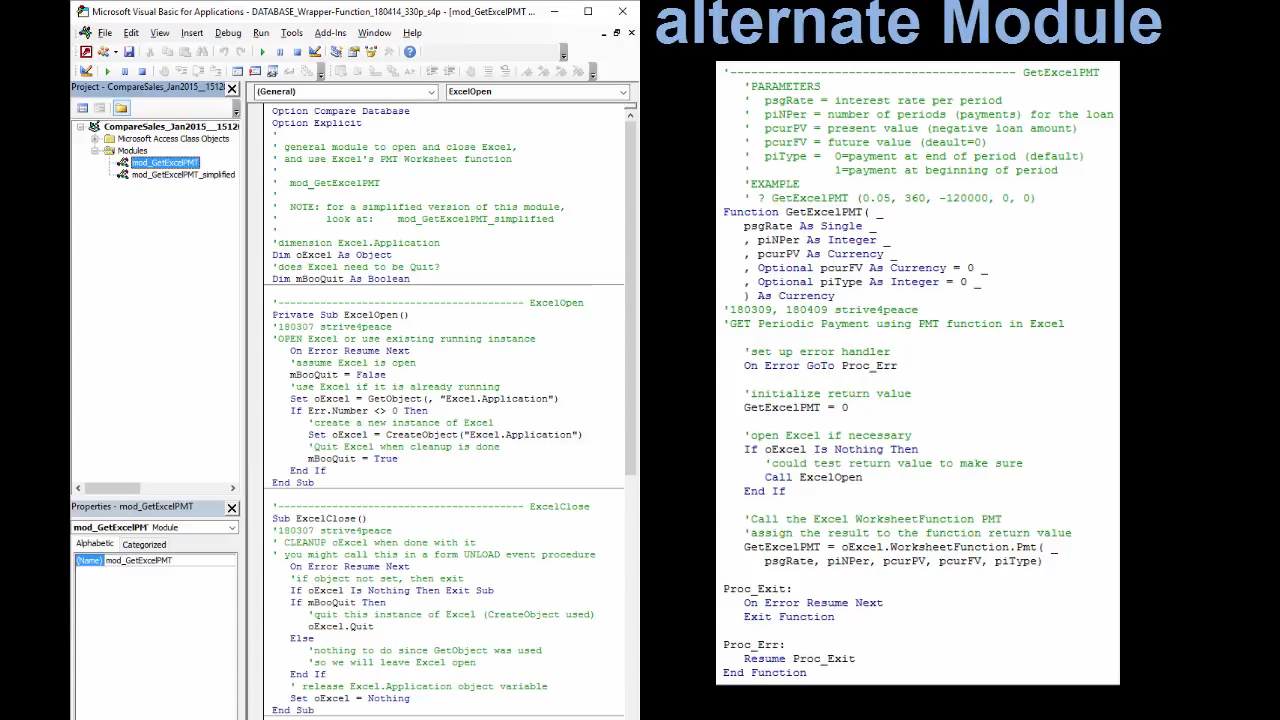 Microsoft Visual Basic for Applications - DATABASE_Wrapper-Function_180414_330p_s4p - [mod_GetExcelPMT ...
File Edit View Insert Debug Run Tools Add-Ins Window Help
Project - CompareSales_Jan2015__1512
CompareSales_Jan2015__1512
Microsoft Access Class Objects
Modules
mod_GetExcelPMT
mod_GetExcelPMT_simplified
Properties - mod_GetExcelPMT
mod_GetExcelPM Module
Alphabetic Categorized
(Name) mod_GetExcelPMT
(General) ExcelOpen
Option Compare Database
Option Explicit
'
' general module to open and close Excel,
' and use Excel's PMT Worksheet function
'
' mod_GetExcelPMT
'
' NOTE: for a simplified version of this module,
' look at: mod_GetExcelPMT_simplified
'
'dimension Excel.Application
Dim oExcel As Object
'does Excel need to be Quit?
Dim mBooQuit As Boolean
'----------------------------------- ExcelOpen
Private Sub ExcelOpen()
'180307 strive4peace
'OPEN Excel or use existing running instance
On Error Resume Next
'assume Excel is open
mBooQuit = False
'use Excel if it is already running
Set oExcel = GetObject(, "Excel.Application")
If Err.Number <> 0 Then
'create a new instance of Excel
Set oExcel = CreateObject("Excel.Application")
'Quit Excel when cleanup is done
mBooQuit = True
End If
End Sub
'----------------------------------- ExcelClose
Sub ExcelClose()
'180307 strive4peace
' CLEANUP oExcel when done with it
' you might call this in a form UNLOAD event procedure
On Error Resume Next
'if object not set, then exit
If oExcel Is Nothing Then Exit Sub
If mBooQuit Then
'quit this instance of Excel (CreateObject used)
oExcel.Quit
Else
'nothing to do since GetObject was used
'so we will leave Excel open
End If
' release Excel.Application object variable
Set oExcel = Nothing
End Sub
alternate Module
'----------------------------------------- GetExcelPMT
'PARAMETERS
' psgRate = interest rate per period
' piNPer = number of periods (payments) for the loan
' pcurPV = present value (negative loan amount)
' pcurFV = future value (deault=0)
' piType = 0=payment at end of period (default)
' 1=payment at beginning of period
'EXAMPLE
' ? GetExcelPMT (0.05, 360, -120000, 0, 0)
Function GetExcelPMT( _
psgRate As Single _
, piNPer As Integer _
, pcurPV As Currency _
, Optional pcurFV As Currency = 0 _
, Optional piType As Integer = 0 _
) As Currency
'180309, 180409 strive4peace
'GET Periodic Payment using PMT function in Excel
'set up error handler
On Error GoTo Proc_Err
'initialize return value
GetExcelPMT = 0
'open Excel if necessary
If oExcel Is Nothing Then
'could test return value to make sure
Call ExcelOpen
End If
'Call the Excel WorksheetFunction PMT
'assign the result to the function return value
GetExcelPMT = oExcel.WorksheetFunction.Pmt( _
psgRate, piNPer, pcurPV, pcurFV, piType)
Proc_Exit:
On Error Resume Next
Exit Function
Proc_Err:
Resume Proc_Exit
End Function